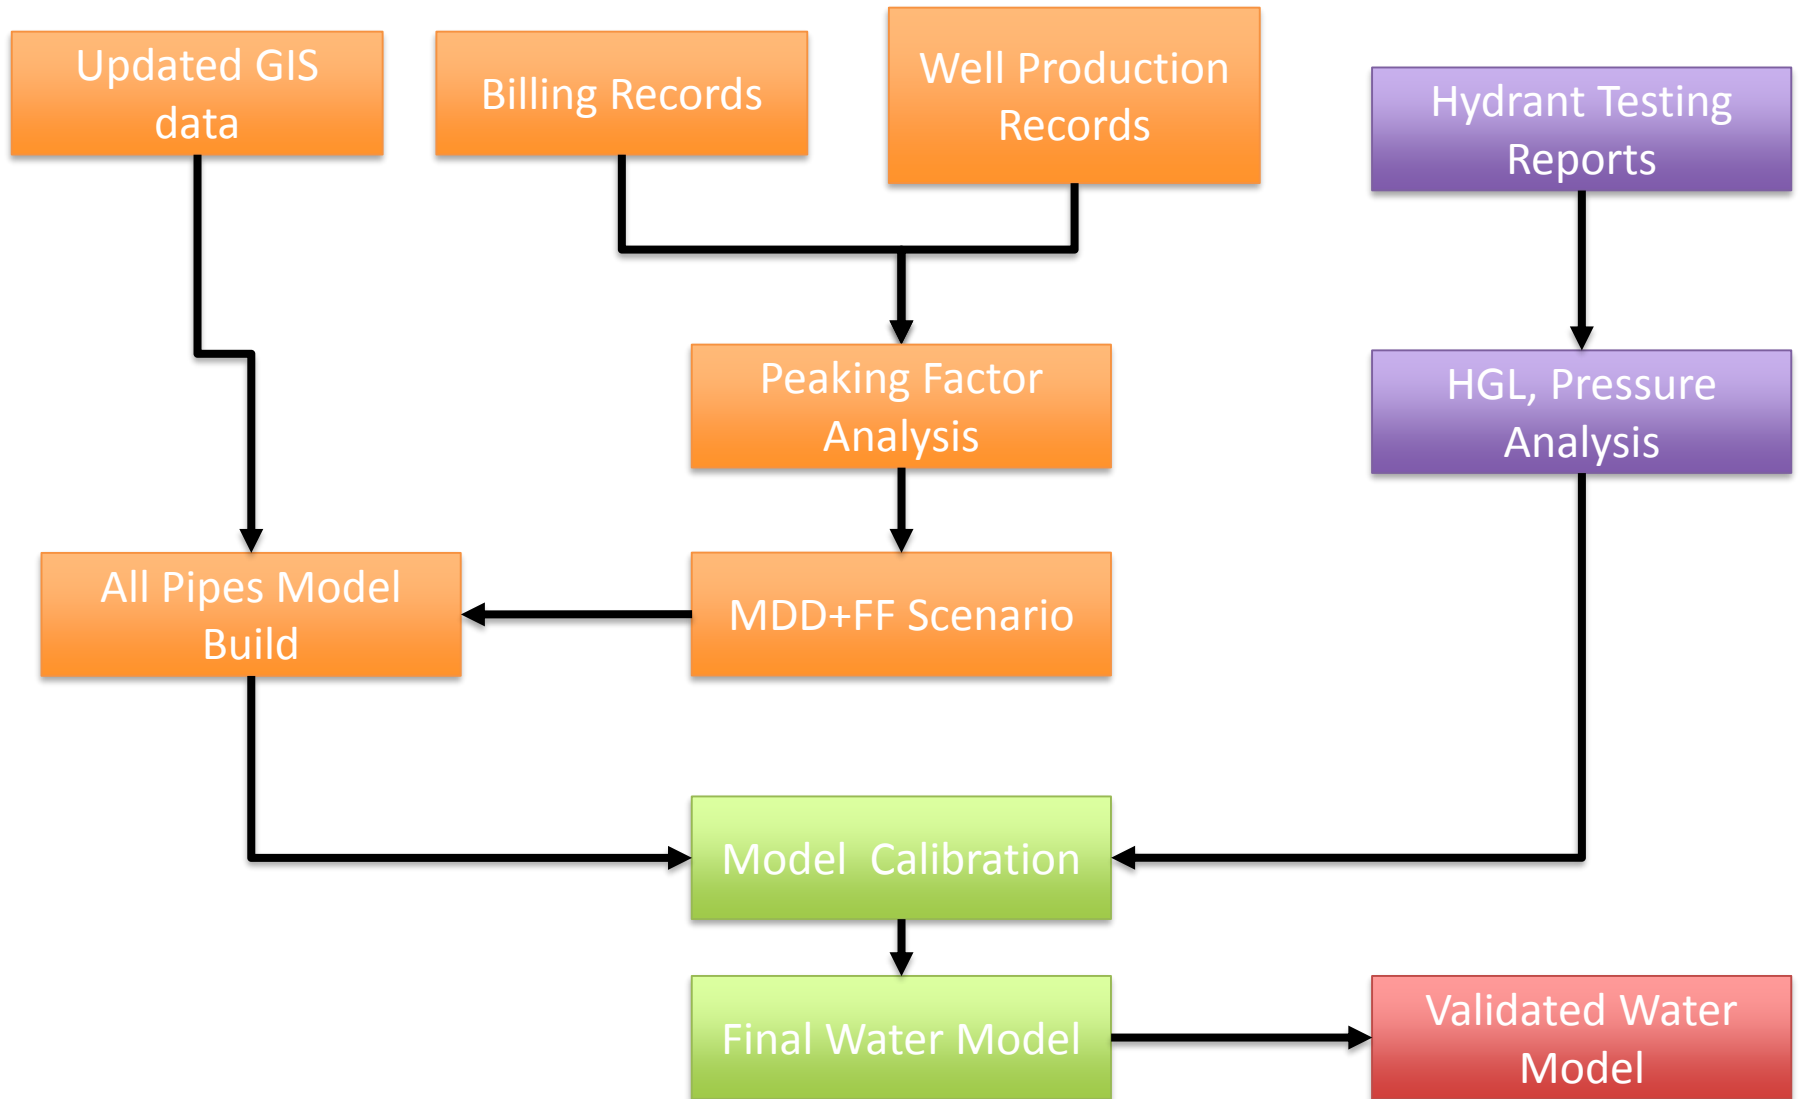 Updated GIS
data
Billing Records
Well Production
Records
Hydrant Testing
Reports
Peaking Factor
Analysis
HGL, Pressure
Analysis
All Pipes Model
Build
MDD+FF Scenario
Model  Calibration
Final Water Model
Validated Water
Model